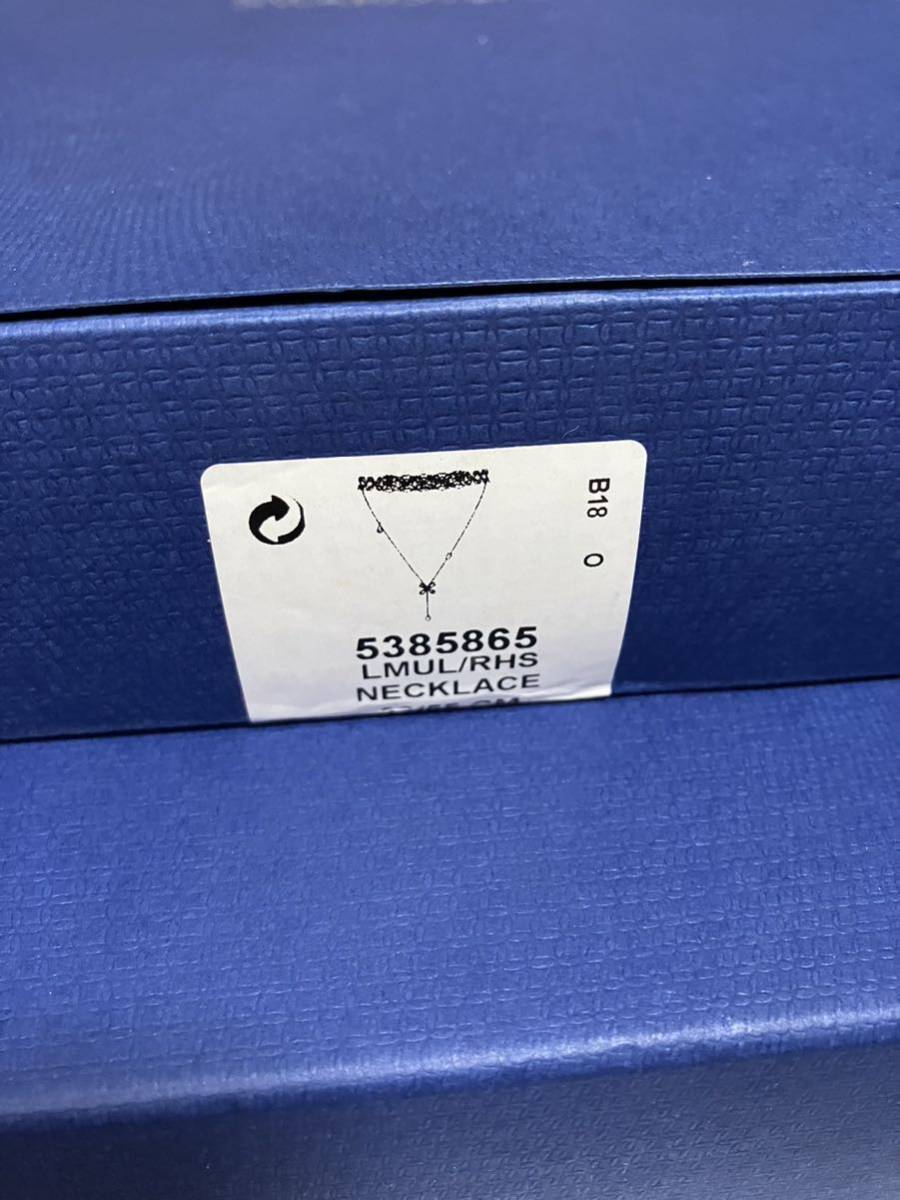 B18 O
5385865
LMUL/RHS
NECKLACE